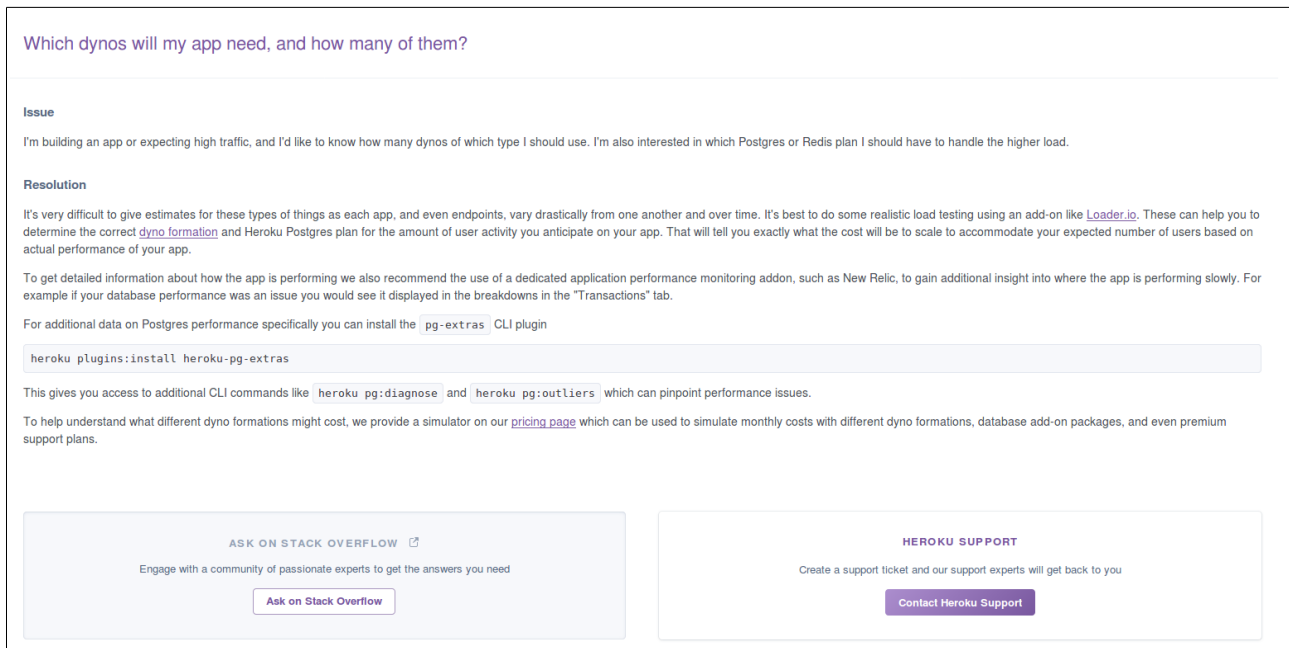 Which dynos will my app need, and how many of them?
Issue
I'm building an app or expecting high traffic, and I'd like to know how many dynos of which type I should use. I'm also interested in which Postgres or Redis plan I should have to handle the higher load.
Resolution
It's very difficult to give estimates for these types of things as each app, and even endpoints, vary drastically from one another and over time. It's best to do some realistic load testing using an add-on like Loader.io. These can help you to
determine the correct dyno formation and Heroku Postgres plan for the amount of user activity you anticipate on your app. That will tell you exactly what the cost will be to scale to accommodate your expected number of users based on
actual performance of your app.
To get detailed information about how the app is performing we also recommend the use of a dedicated application performance monitoring addon, such as New Relic, to gain additional insight into where the app is performing slowly. For
example if your database performance was an issue you would see it displayed in the breakdowns in the "Transactions" tab.
For additional data on Postgres performance specifically you can install the pg-extras CLI plugin
heroku plugins:install heroku-pg-extras
This gives you access to additional CLI commands like heroku pg:diagnose and heroku pg:outliers which can pinpoint performance issues.
To help understand what different dyno formations might cost, we provide a simulator on our pricing page which can be used to simulate monthly costs with different dyno formations, database add-on packages, and even premium
support plans.
ASK ON STACK OVERFLOW
Engage with a community of passionate experts to get the answers you need
Ask on Stack Overflow
HEROKU SUPPORT
Create a support ticket and our support experts will get back to you
Contact Heroku Support